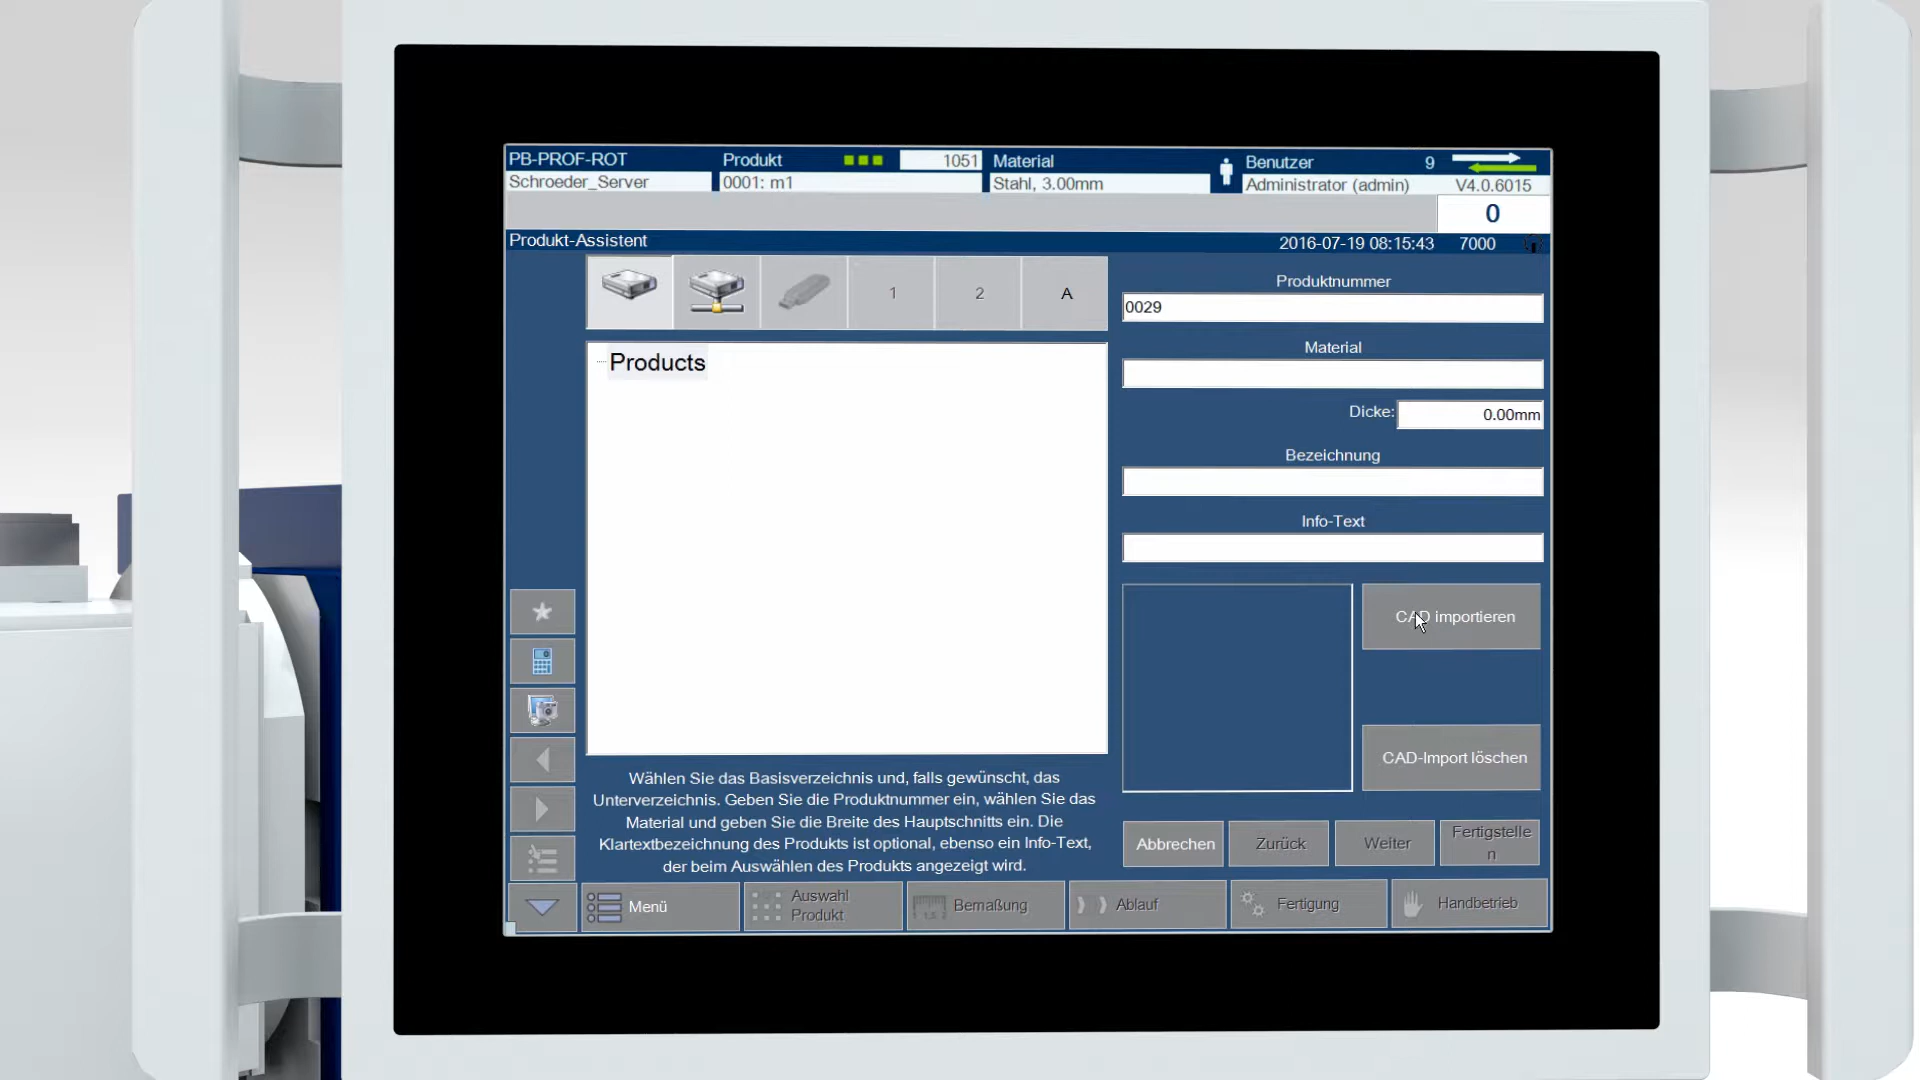 PB-PROF-ROT
Produkt
1051
Material
Benutzer
9
Schroeder_Server
0001: m1
Stahl, 3.00mm
Administrator (admin)
V4.0.6015
0
Produkt-Assistent
2016-07-19 08:15:43
7000
1
2
A
Produktnummer
0029
Products
Material
Dicke:
0.00mm
Bezeichnung
Info-Text
CAD importieren
CAD-Import löschen
Wählen Sie das Basisverzeichnis und, falls gewünscht, das
Unterverzeichnis. Geben Sie die Produktnummer ein, wählen Sie das
Material und geben Sie die Breite des Hauptschnitts ein. Die
Klartextbezeichnung des Produkts ist optional, ebenso ein Info-Text,
der beim Auswählen des Produkts angezeigt wird.
Abbrechen
Zurück
Weiter
Fertigstelle
n
Menü
Auswahl
Produkt
Bemaßung
Ablauf
Fertigung
Handbetrieb